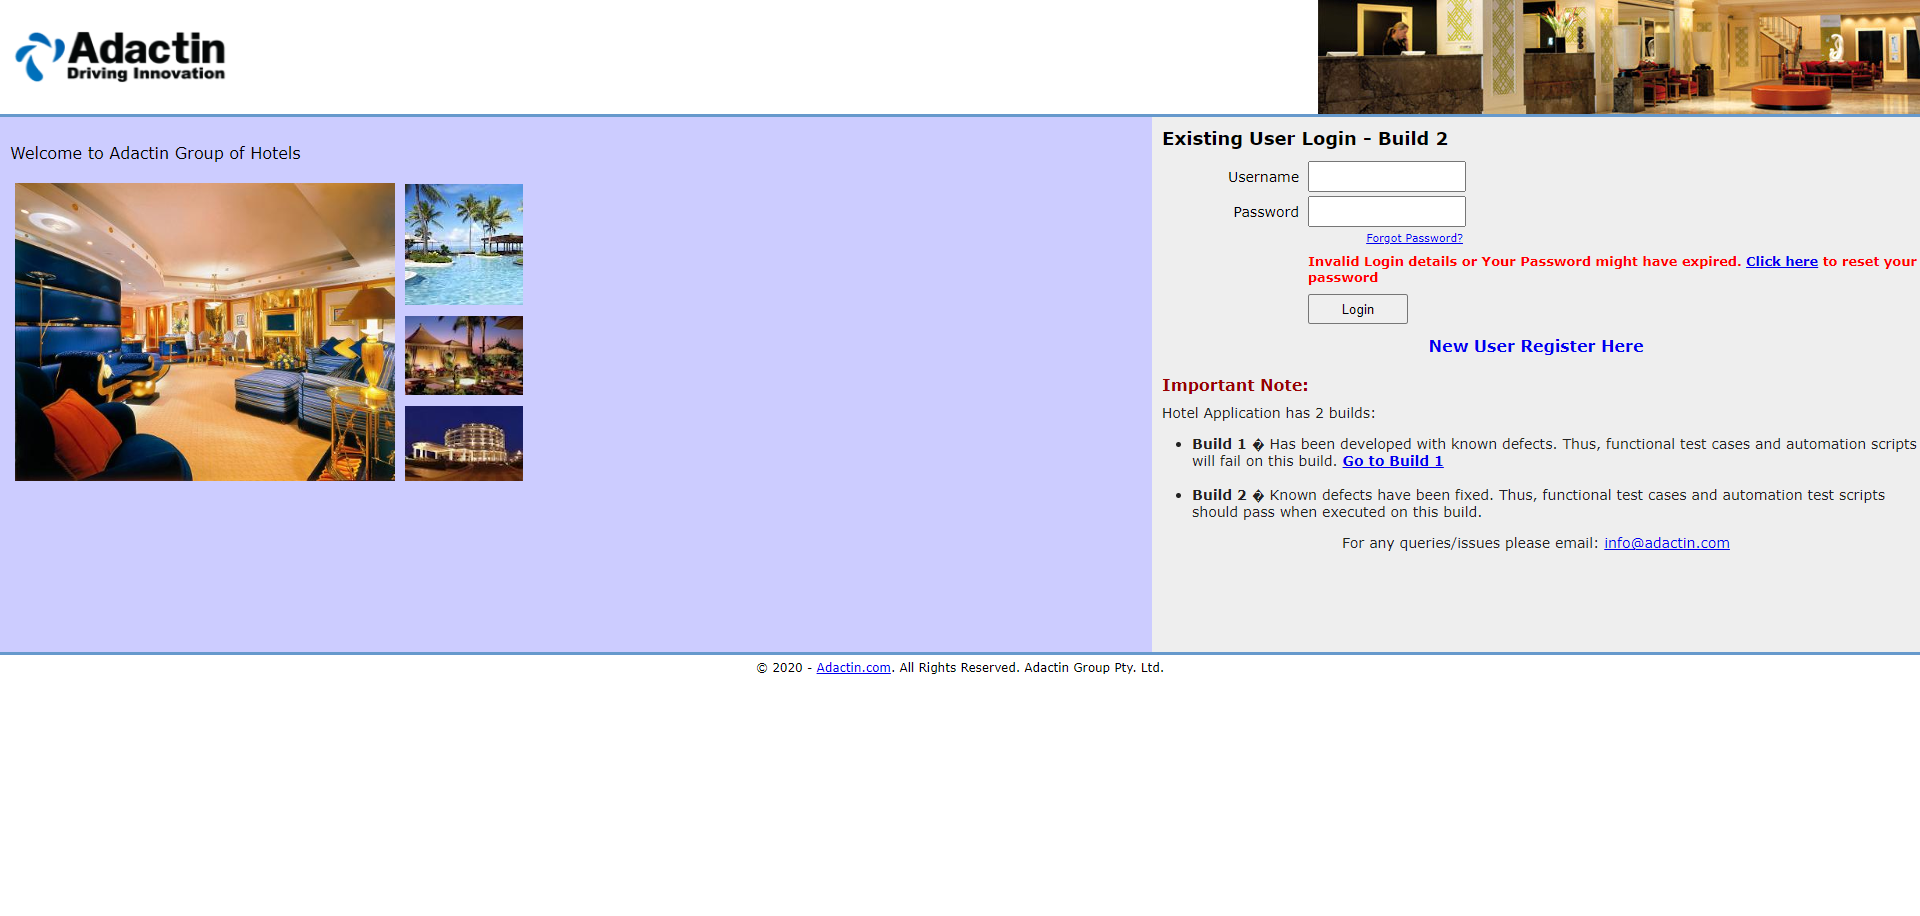 Adactin
Driving Innovation
Welcome to Adactin Group of Hotels
Existing User Login - Build 2
Username
Password
Forgot Password?
Invalid Login details or Your Password might have expired. Click here to reset your
password
Login
New User Register Here
Important Note:
Hotel Application has 2 builds:
• Build 1 � Has been developed with known defects. Thus, functional test cases and automation scripts
will fail on this build. Go to Build 1
• Build 2 � Known defects have been fixed. Thus, functional test cases and automation test scripts
should pass when executed on this build.
For any queries/issues please email: info@adactin.com
© 2020 - Adactin.com. All Rights Reserved. Adactin Group Pty. Ltd.